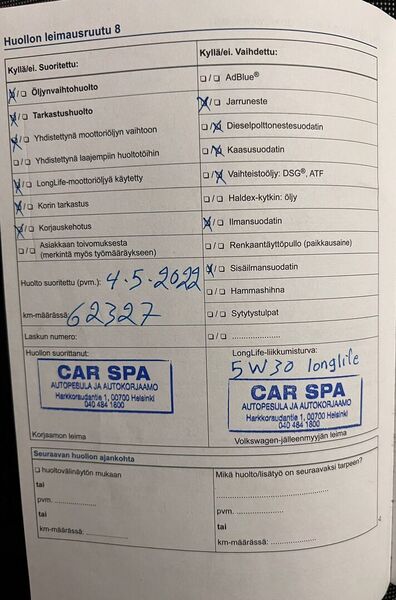 Huollon leimausruutu 8
Kyllä/ei. Suoritettu:
☒/☐ Öljynvaihtohuolto
☒/☐ Tarkastushuolto
☒/☐ Yhdistettynä moottoriöljyn vaihtoon
☐/☐ Yhdistettynä laajempiin huoltotöihin
☒/☐ LongLife-moottoriöljyä käytetty
☒/☐ Korin tarkastus
☒/☐ Korjauskehotus
☐/☐ Asiakkaan toivomuksesta
(merkintä myös työmääräykseen)
Huolto suoritettu (pvm.): 4.5.2022
km-määrässä: 62327
Laskun numero:
Huollon suorittanut:
CAR SPA
AUTOPESULA JA AUTOKORJAAMO
Harkkoraudantie 1, 00700 Helsinki
040 484 1800
Korjaamon leima
Kyllä/ei. Vaihdettu:
☐/☐ AdBlue®
☒/☐ Jarruneste
☐/☒ Dieselpolttonestesuodatin
☐/☒ Kaasusuodatin
☐/☒ Vaihteistoöljy: DSG®, ATF
☐/☐ Haldex-kytkin: öljy
☒/☐ Ilmansuodatin
☐/☐ Renkaantäyttöpullo (paikkausaine)
☒/☐ Sisäilmansuodatin
☐/☐ Hammashihna
☐/☐ Sytytystulpat
☐/☐ ....................
LongLife-liikkumisturva:
5W30 longlife
CAR SPA
AUTOPESULA JA AUTOKORJAAMO
Harkkoraudantie 1, 00700 Helsinki
040 484 1800
Volkswagen-jälleenmyyjän leima
Seuraavan huollon ajankohta
☐ huoltovälinäytön mukaan
tai
pvm. ....................
tai
km-määrässä: ....................
Mikä huolto/lisätyö on seuraavaksi tarpeen?
..............................
pvm. ....................
tai
km-määrässä: ....................